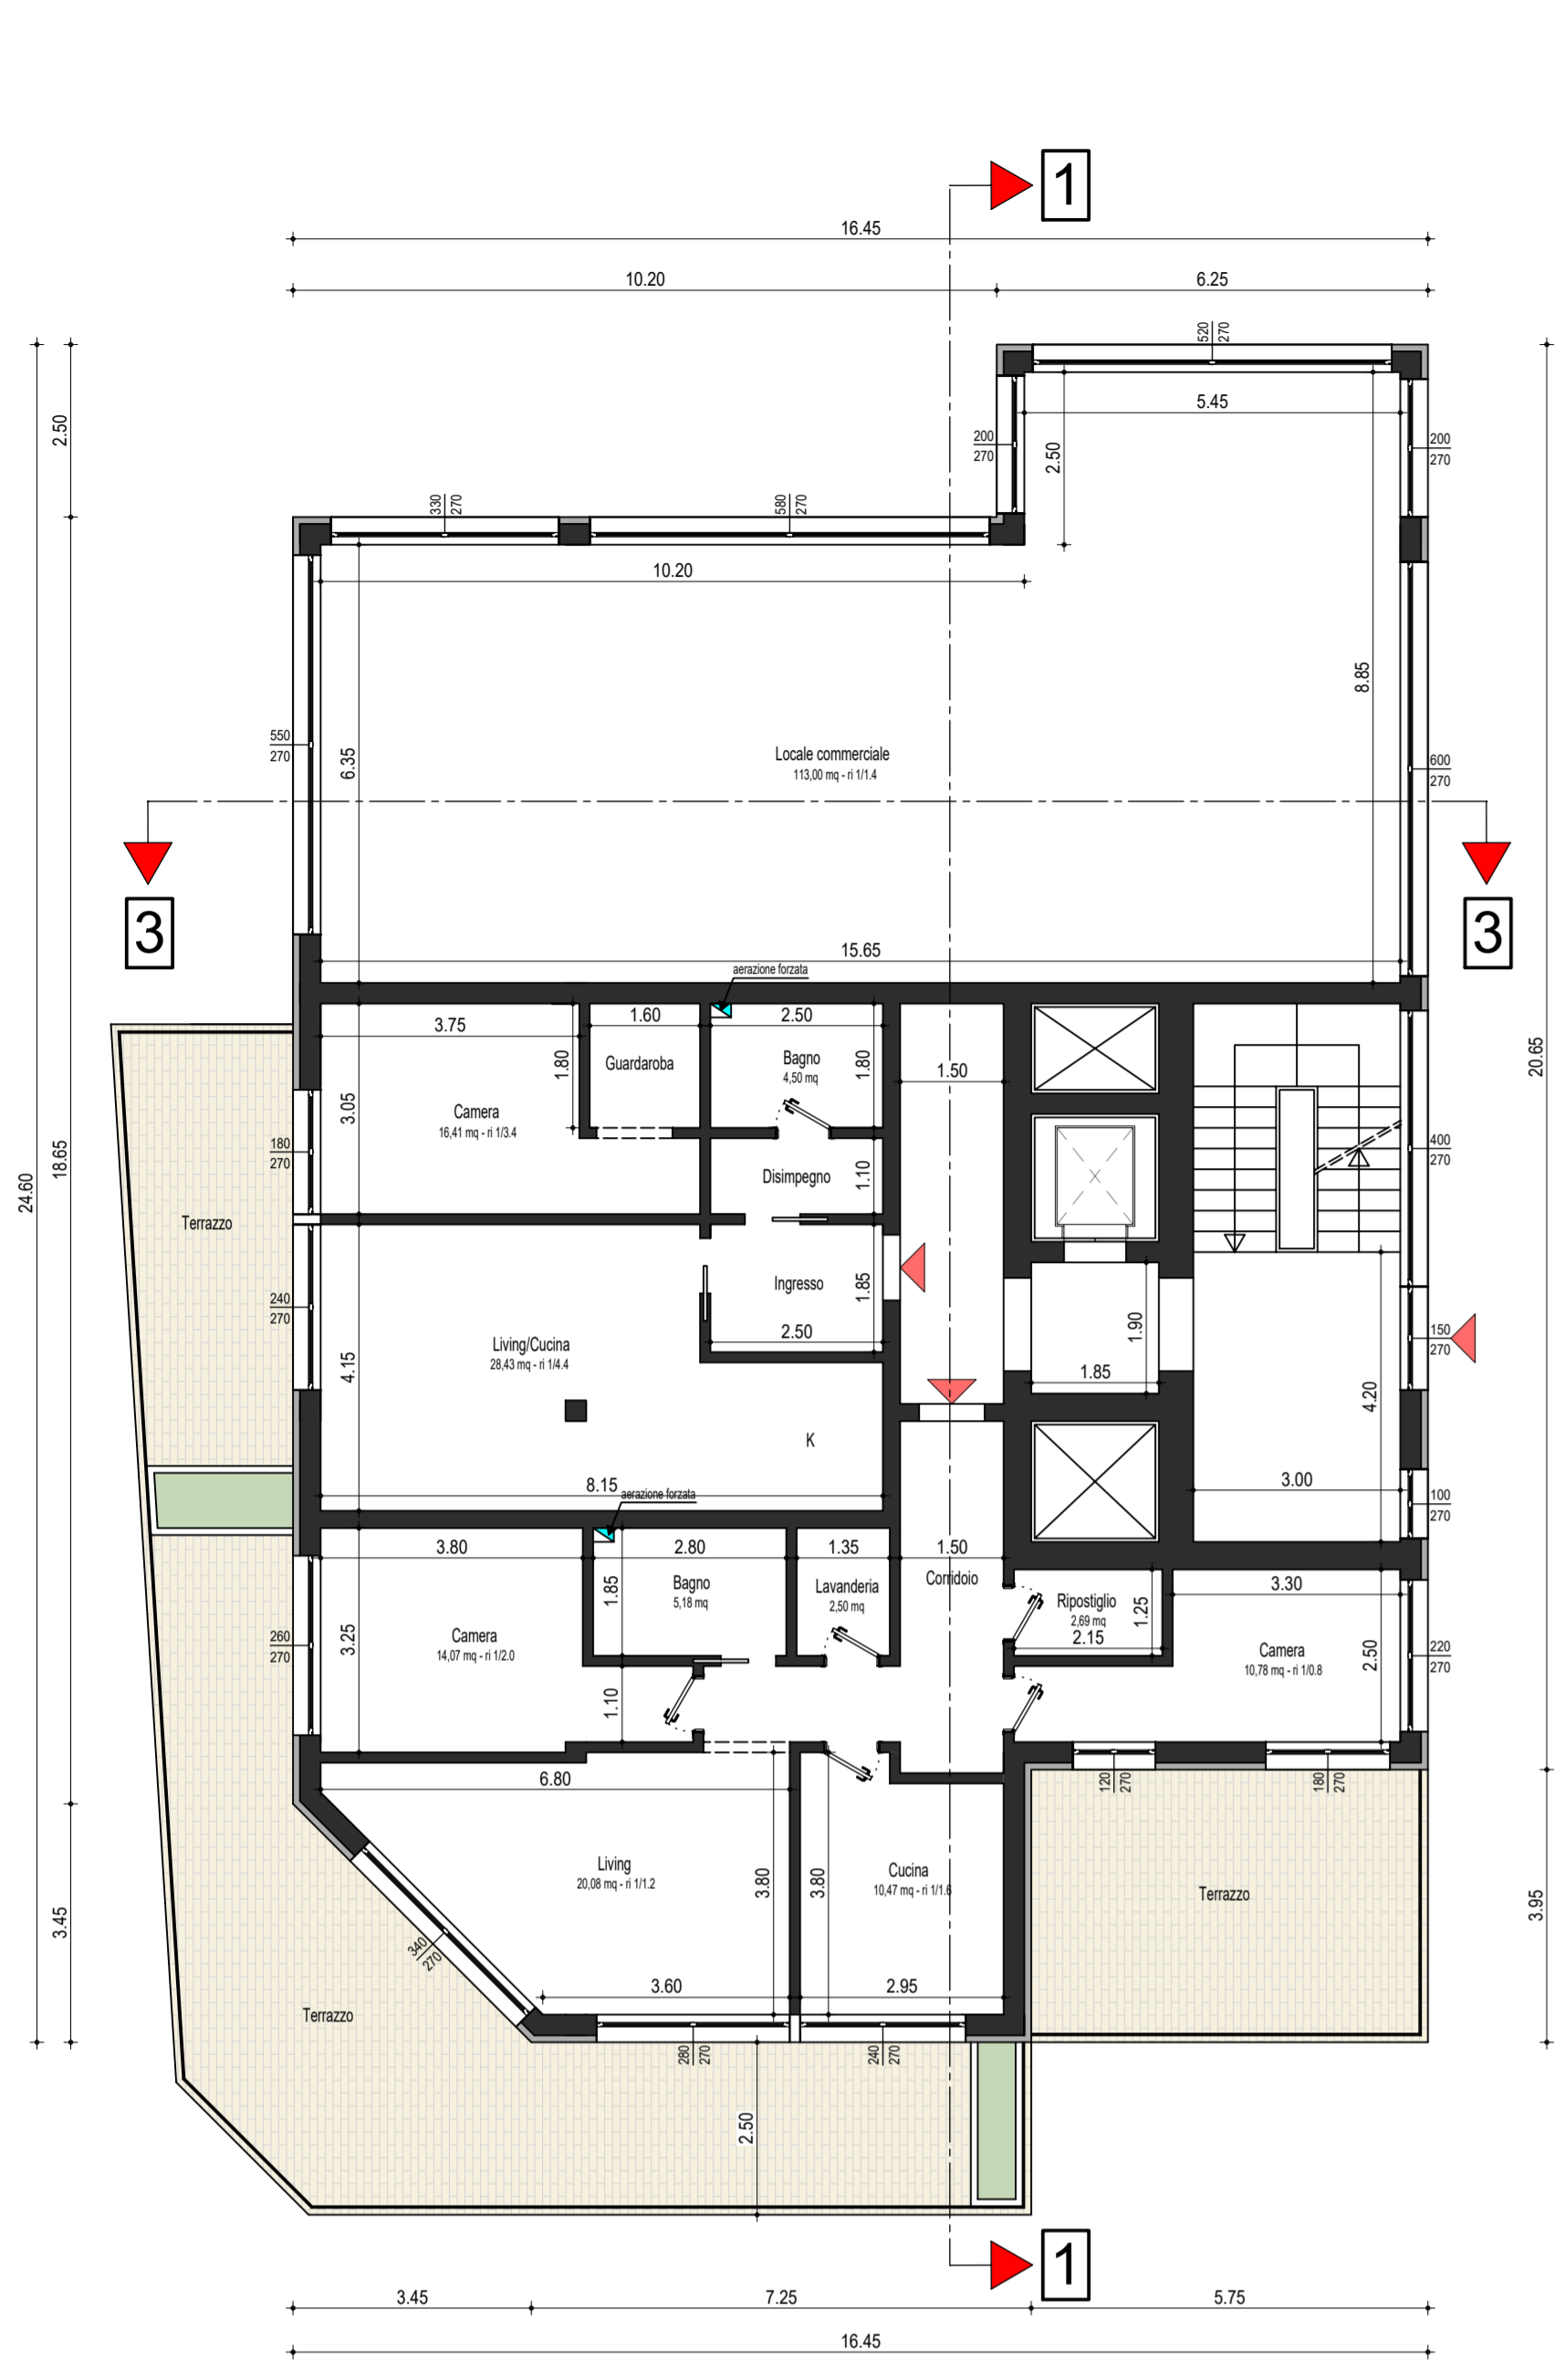 1
16.45
10.20
6.25
520
270
5.45
2.50
2.50
200
270
200
270
330
270
580
270
10.20
8.85
6.35
550
270
600
270
Locale commerciale
113,00 mq - ri 1/1.4
3
3
15.65
aerazione forzata
3.75
1.60
2.50
1.80
Guardaroba
Bagno
4,50 mq
1.80
1.50
20.65
3.05
Camera
16,41 mq - ri 1/3.4
180
270
400
270
18.65
24.60
Disimpegno
1.10
Terrazzo
240
270
Ingresso
1.85
2.50
Living/Cucina
28,43 mq - ri 1/4.4
4.15
1.90
1.85
150
270
4.20
K
3.00
8.15
aerazione forzata
100
270
3.80
2.80
1.35
1.50
Corridoio
1.85
Bagno
5,18 mq
Lavanderia
2,50 mq
Ripostiglio
2,69 mq
1.25
2.15
3.30
260
270
3.25
Camera
14,07 mq - ri 1/2.0
Camera
10,78 mq - ri 1/0.8
2.50
220
270
1.10
6.80
120
270
180
270
Living
20,08 mq - ri 1/1.2
3.80
3.80
Cucina
10,47 mq - ri 1/1.6
Terrazzo
3.45
3.95
340
270
3.60
2.95
Terrazzo
280
270
240
270
2.50
1
3.45
7.25
5.75
16.45